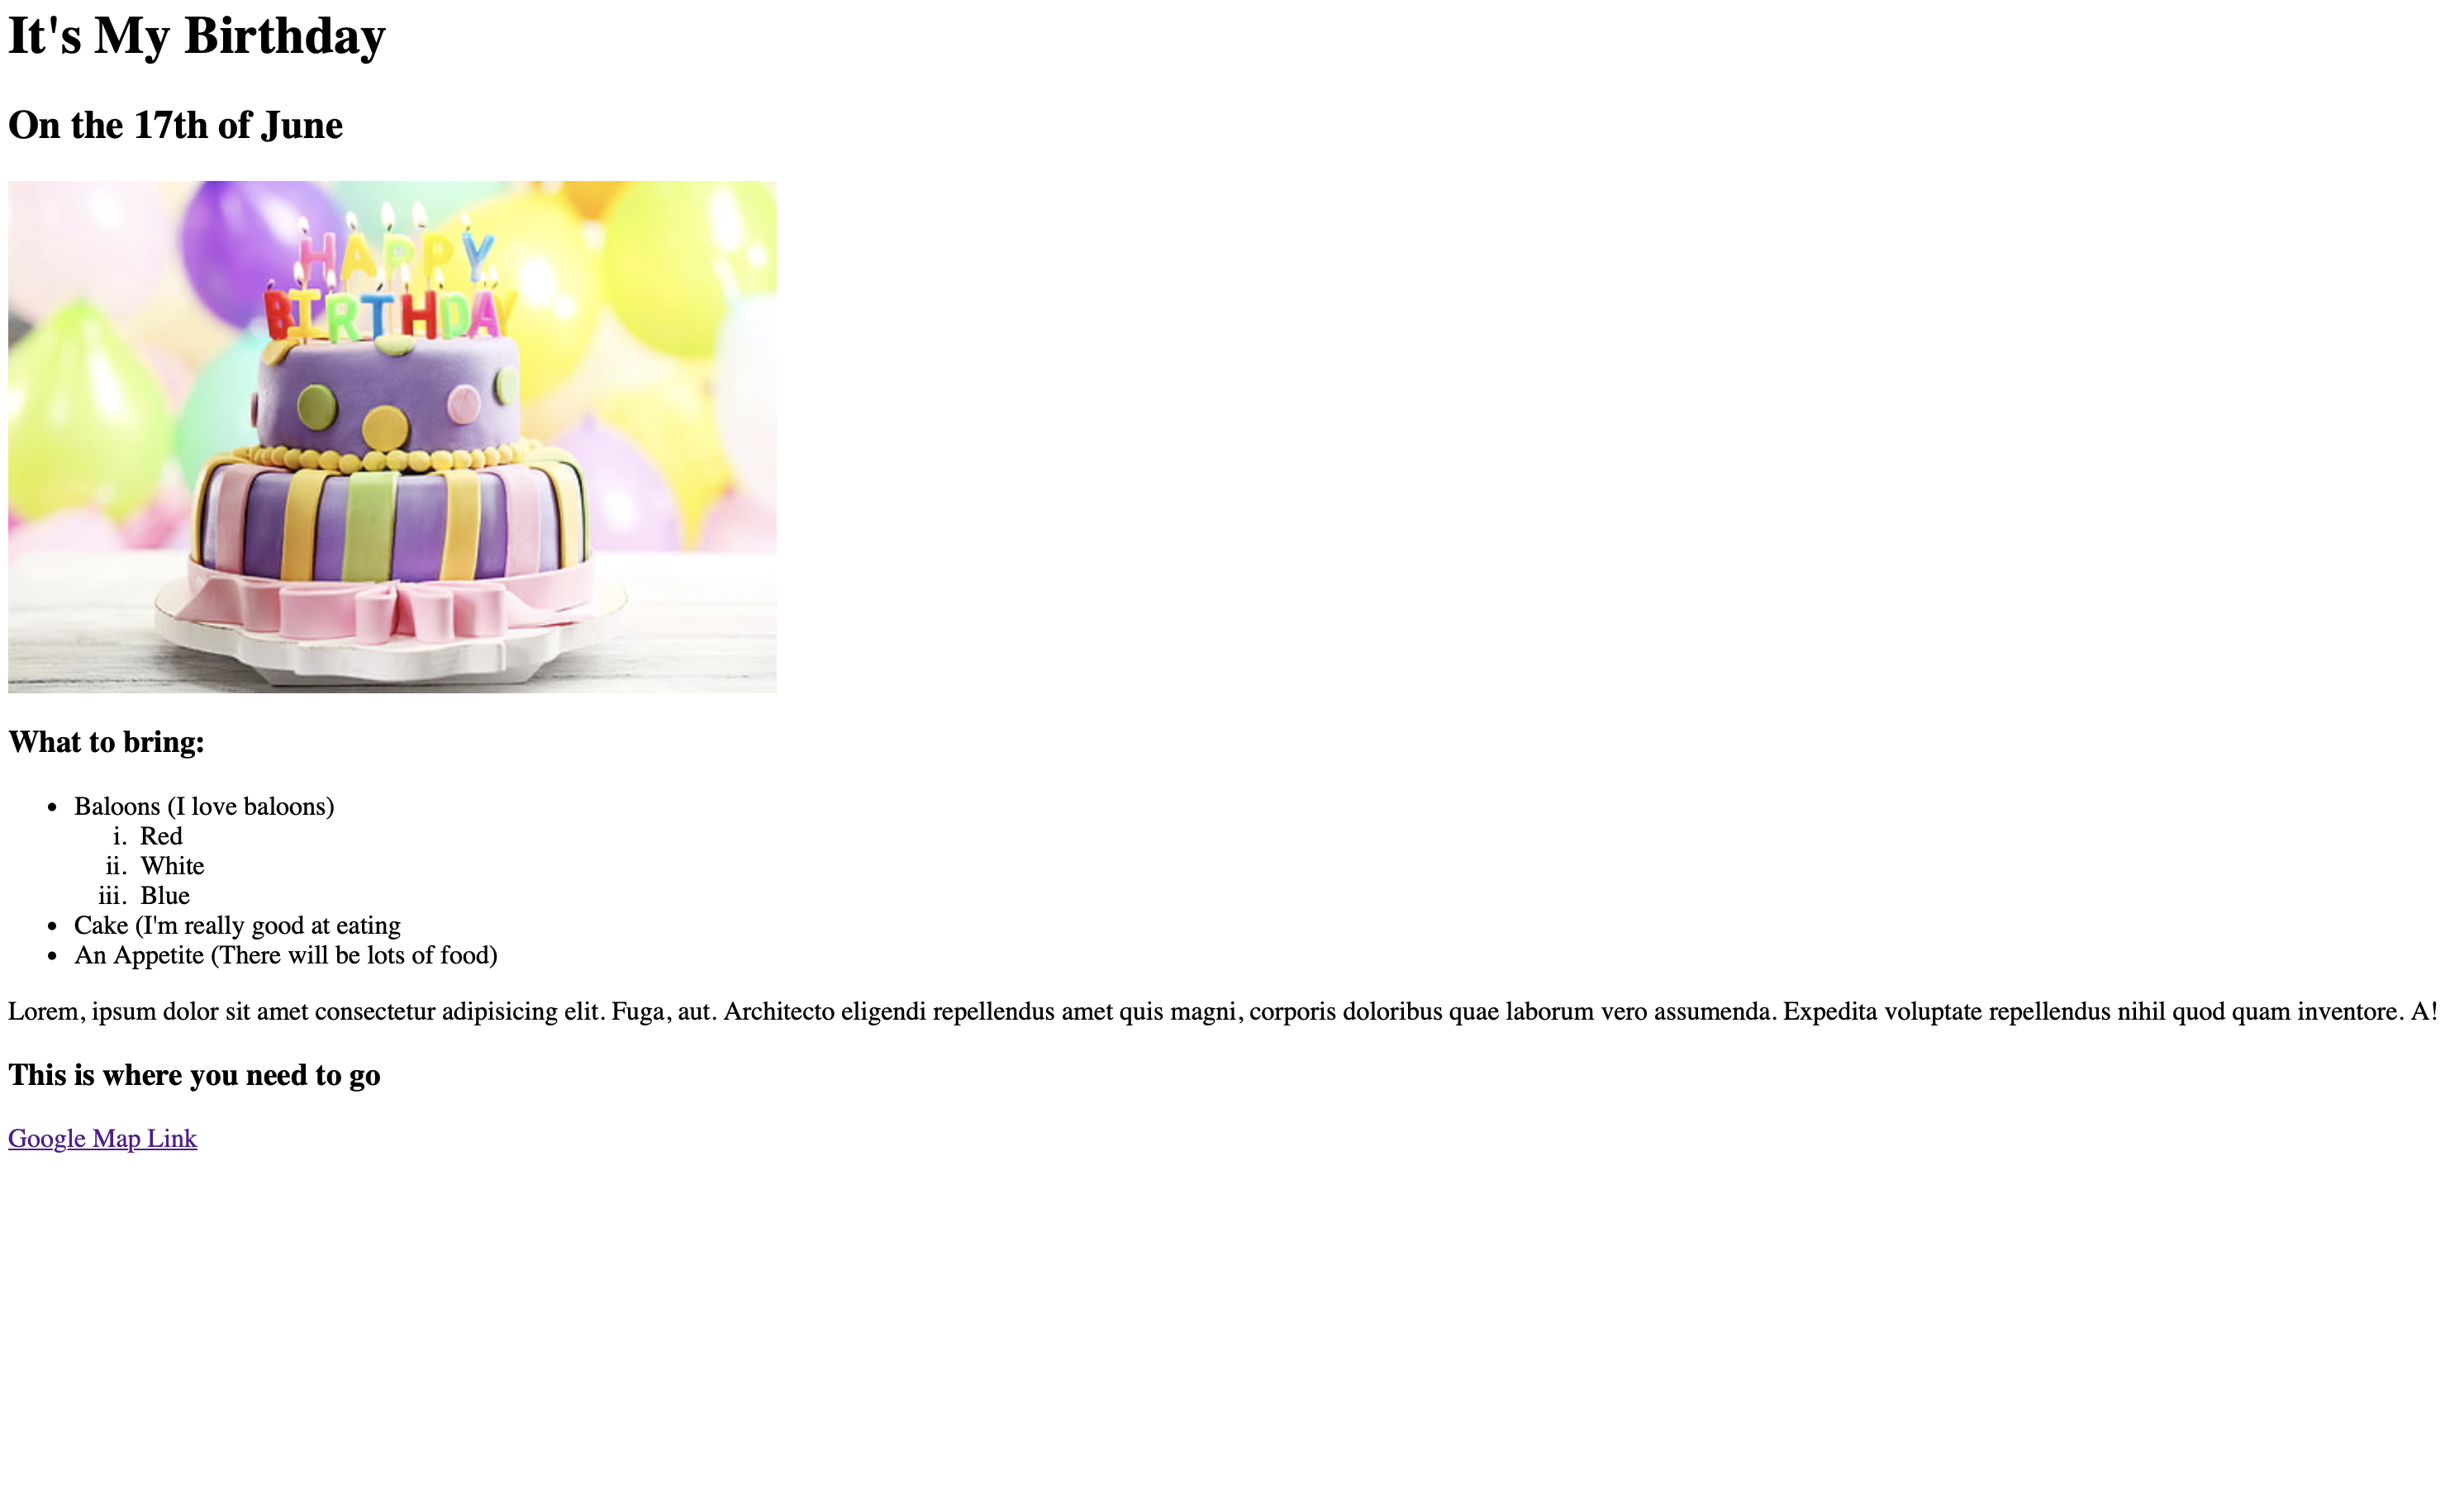 It's My Birthday
On the 17th of June
HAPPY
BIRTHDAY
What to bring:
• Baloons (I love baloons)
i. Red
ii. White
iii. Blue
• Cake (I'm really good at eating
• An Appetite (There will be lots of food)
Lorem, ipsum dolor sit amet consectetur adipisicing elit. Fuga, aut. Architecto eligendi repellendus amet quis magni, corporis doloribus quae laborum vero assumenda. Expedita voluptate repellendus nihil quod quam inventore. A!
This is where you need to go
Google Map Link